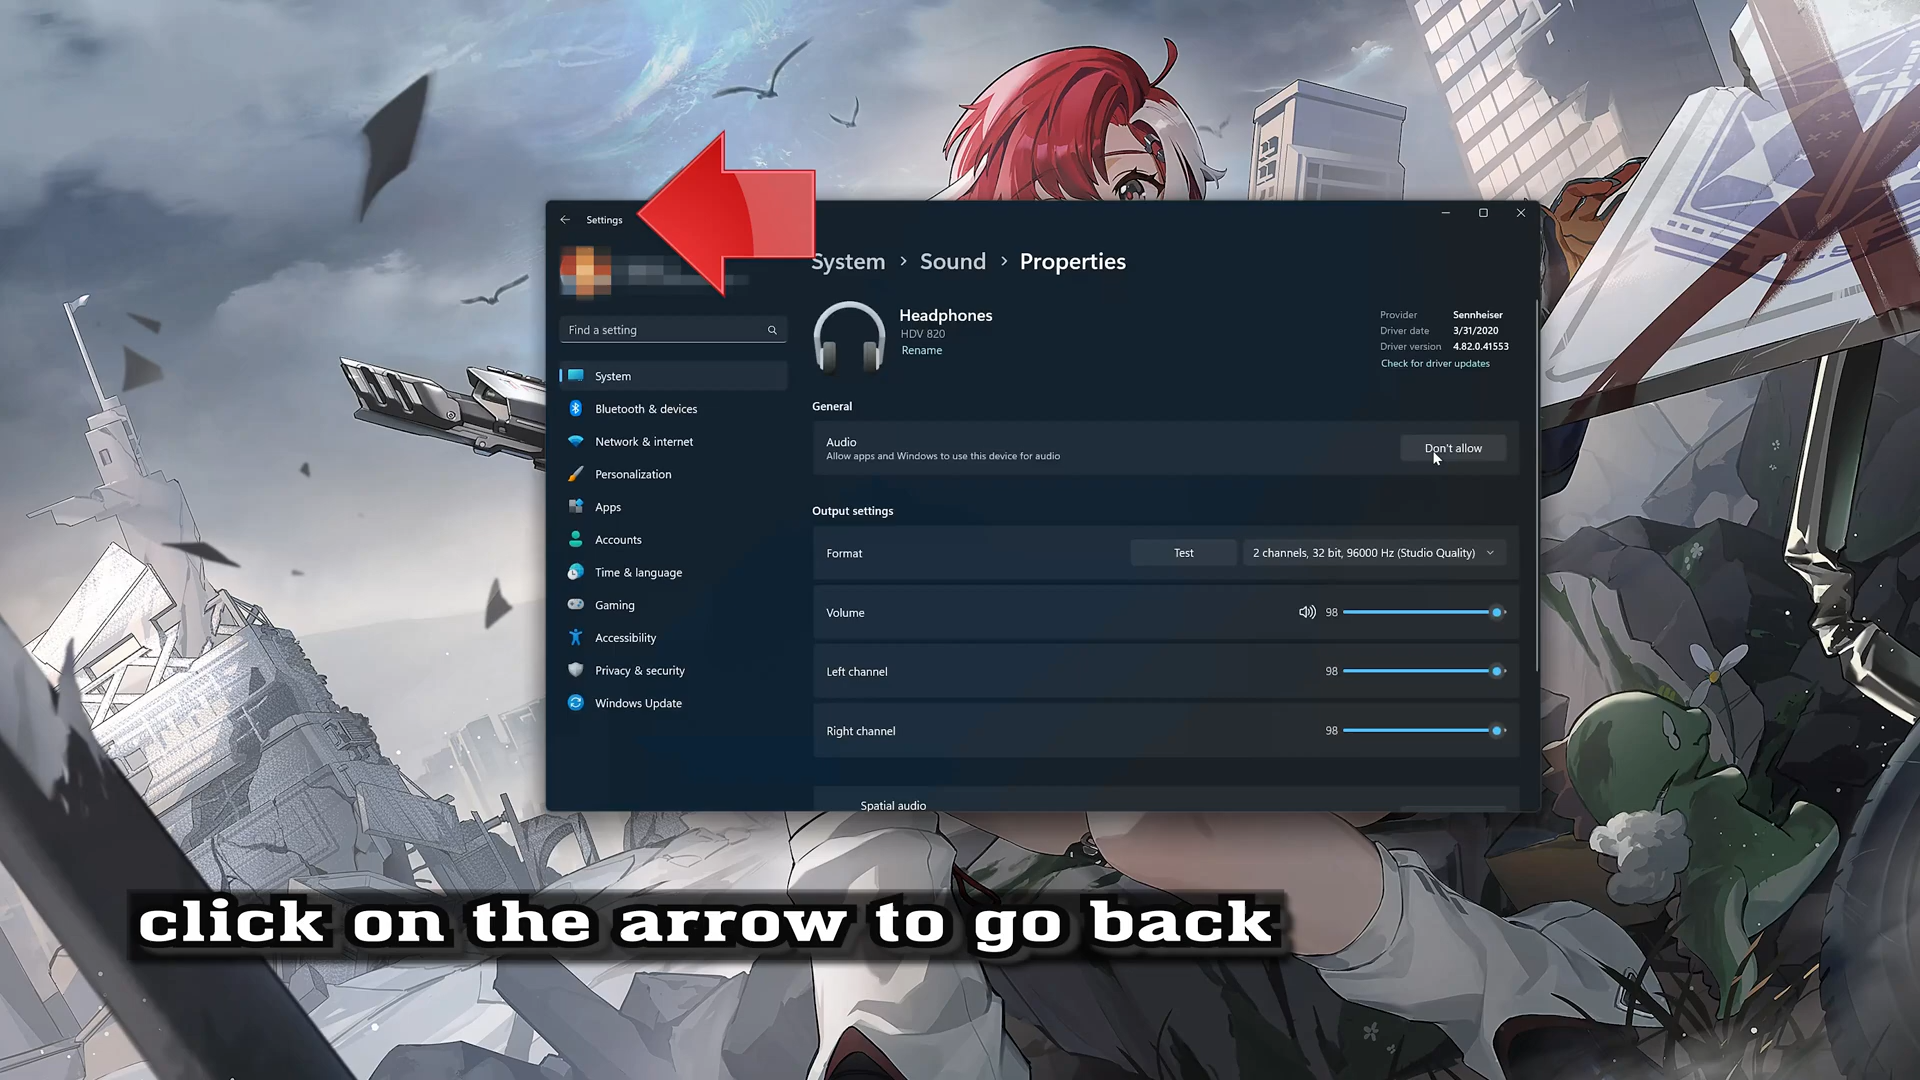 Settings
System > Sound > Properties
Find a setting
System
Bluetooth & devices
Network & internet
Personalization
Apps
Accounts
Time & language
Gaming
Accessibility
Privacy & security
Windows Update
Headphones
HDV 820
Rename
Provider Sennheiser
Driver date 3/31/2020
Driver version 4.82.0.41553
Check for driver updates
General
Audio
Allow apps and Windows to use this device for audio
Don't allow
Output settings
Format Test 2 channels, 32 bit, 96000 Hz (Studio Quality)
Volume 98
Left channel 98
Right channel 98
Spatial audio
click on the arrow to go back